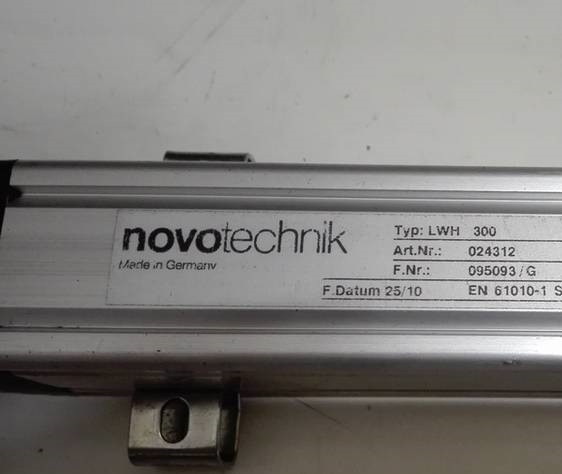 novotechnik
Made in Germany
Typ: LWH 300
Art.Nr.: 024312
F.Nr.: 095093/G
F.Datum 25/10 EN 61010-1 S